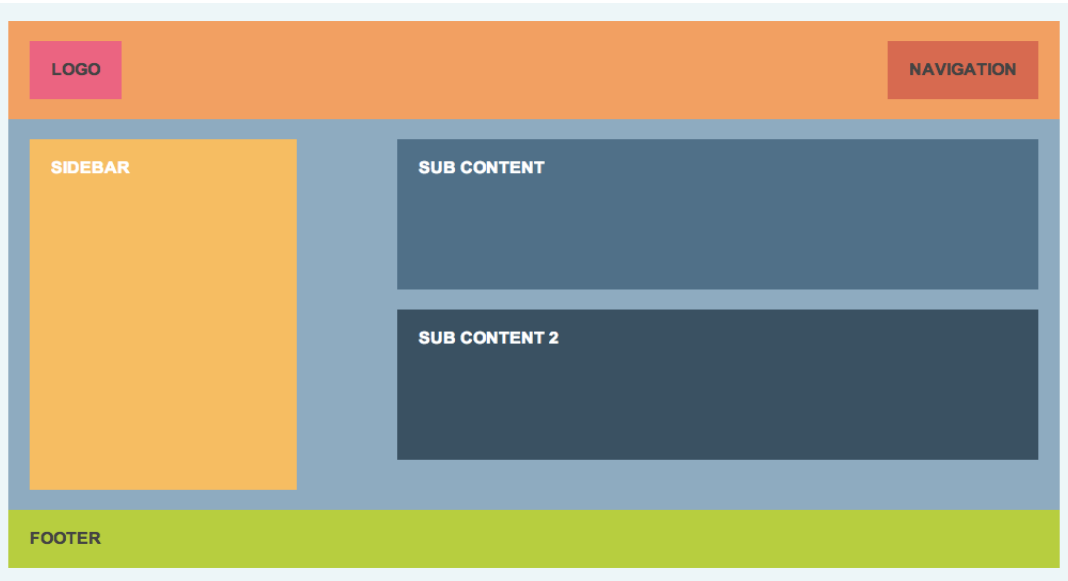 LOGO
NAVIGATION
SIDEBAR
SUB CONTENT
SUB CONTENT 2
FOOTER